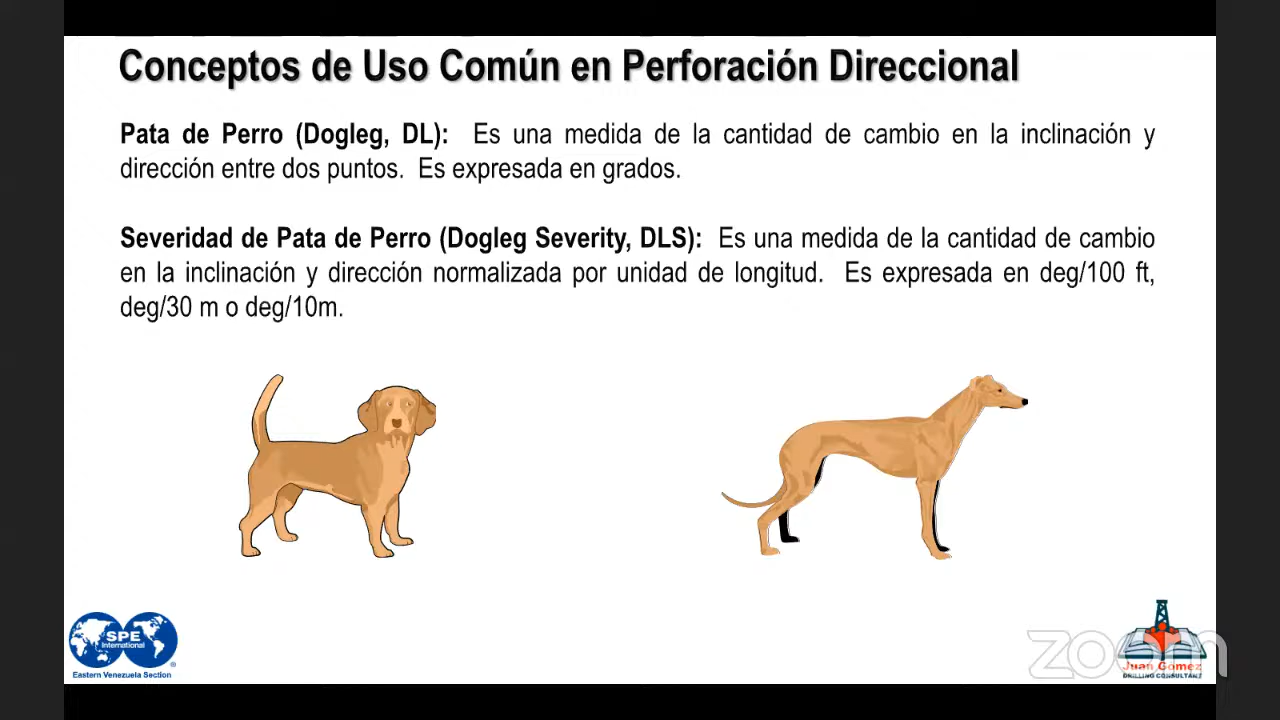 Conceptos de Uso Común en Perforación Direccional
Pata de Perro (Dogleg, DL): Es una medida de la cantidad de cambio en la inclinación y
dirección entre dos puntos. Es expresada en grados.
Severidad de Pata de Perro (Dogleg Severity, DLS): Es una medida de la cantidad de cambio
en la inclinación y dirección normalizada por unidad de longitud. Es expresada en deg/100 ft,
deg/30 m o deg/10m.
SPE
International
®
Eastern Venezuela Section
zoom
Juan Gómez
DRILLING CONSULTANT